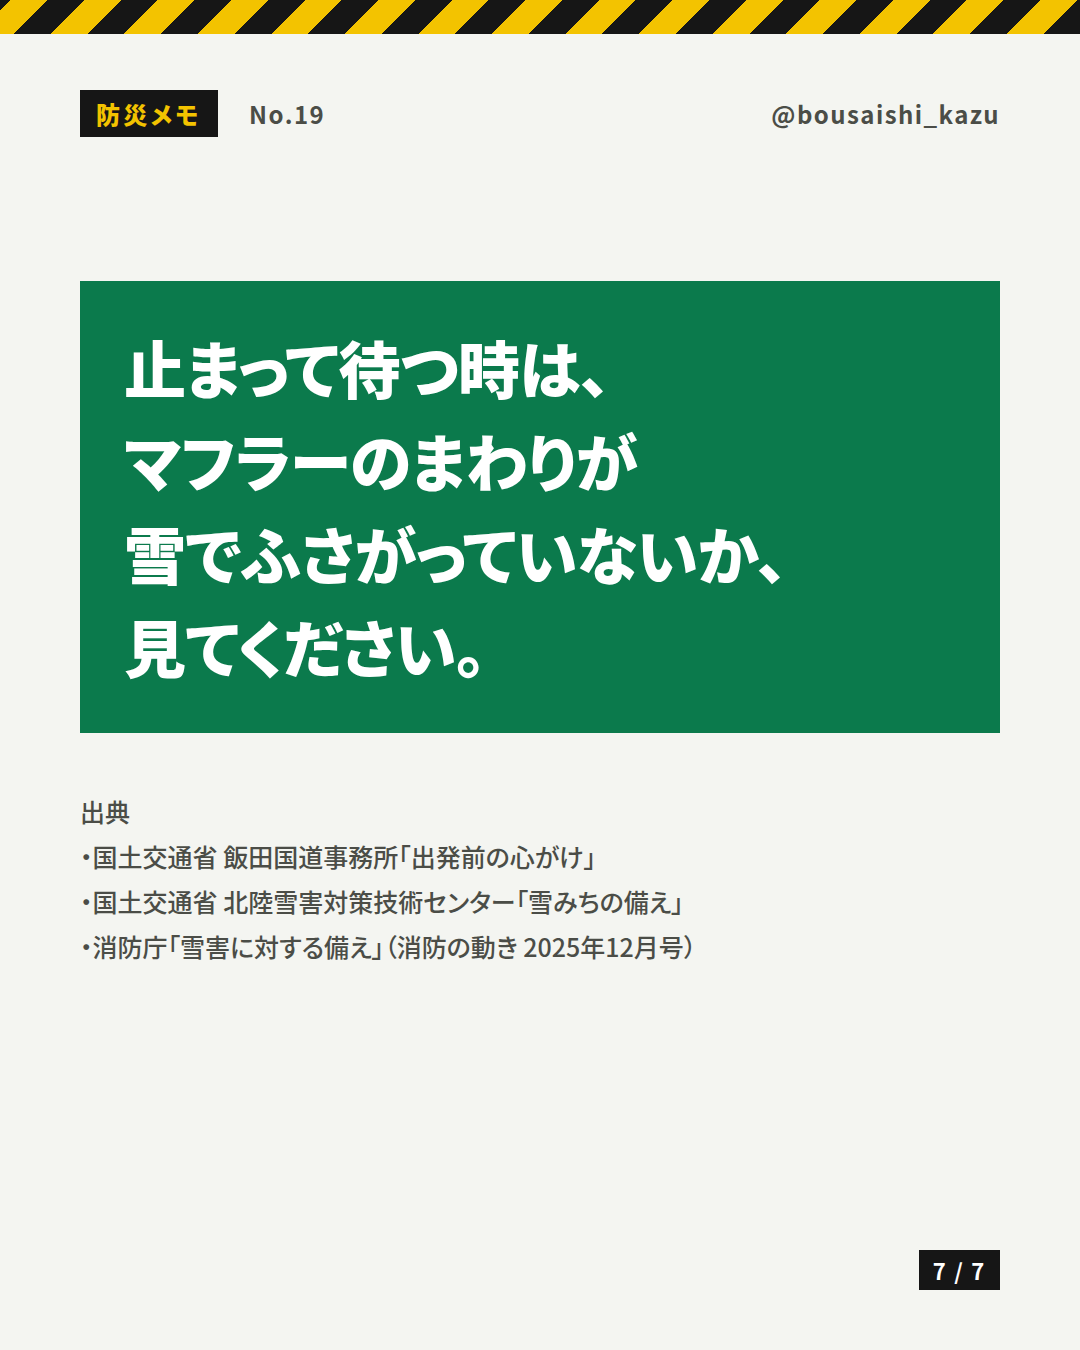 防災メモ No.19 @bousaishi_kazu
止まって待つ時は、
マフラーのまわりが
雪でふさがっていないか、
見てください。
出典
・国土交通省 飯田国道事務所「出発前の心がけ」
・国土交通省 北陸雪害対策技術センター「雪みちの備え」
・消防庁「雪害に対する備え」（消防の動き 2025年12月号）
7 / 7